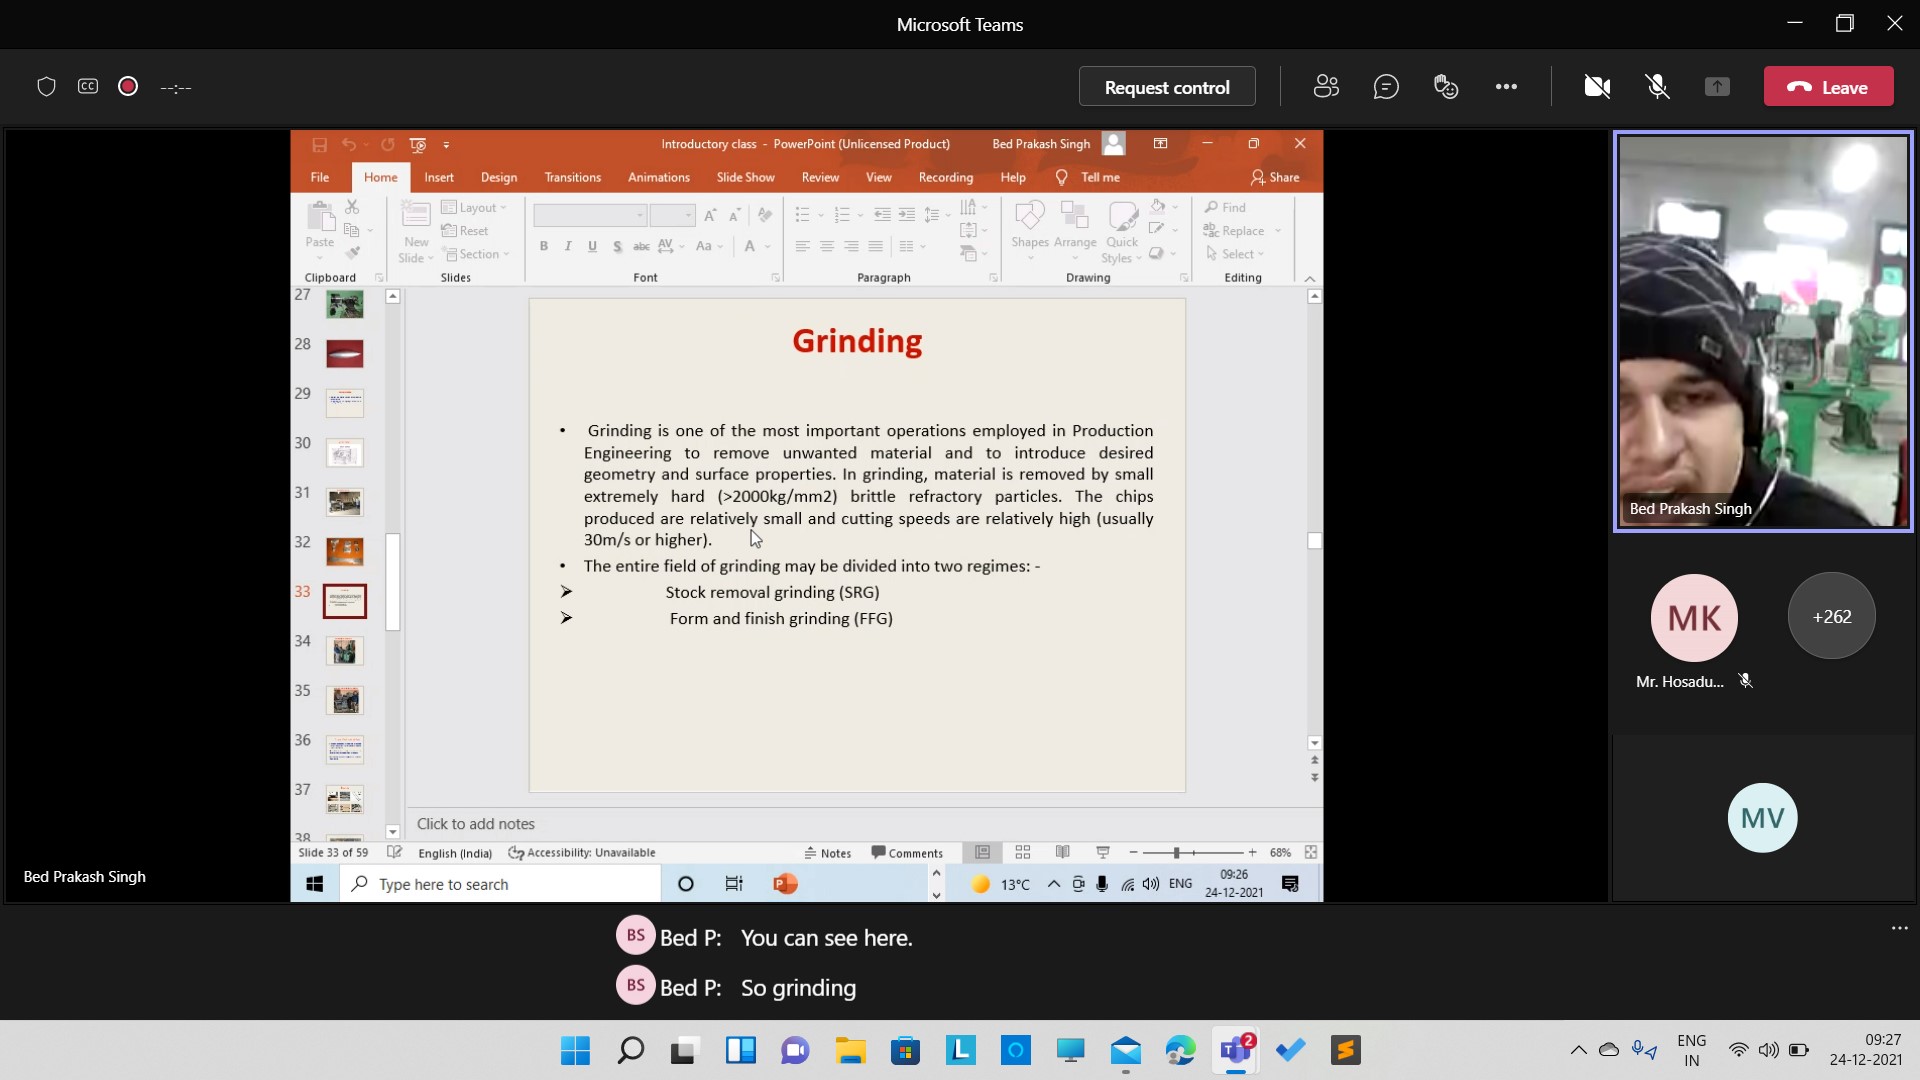 Microsoft Teams
CC
--:--
Request control
Leave
Introductory class - PowerPoint (Unlicensed Product)
Bed Prakash Singh
File Home Insert Design Transitions Animations Slide Show Review View Recording Help Tell me Share
Paste
New
Slide
Layout
Reset
Section
B I U S abc AV Aa A
Shapes Arrange Quick
Styles
Find
Replace
Select
Clipboard Slides Font Paragraph Drawing Editing
27
28
29
30
31
32
33
34
35
36
37
38
Grinding
• Grinding is one of the most important operations employed in Production
Engineering to remove unwanted material and to introduce desired
geometry and surface properties. In grinding, material is removed by small
extremely hard (>2000kg/mm2) brittle refractory particles. The chips
produced are relatively small and cutting speeds are relatively high (usually
30m/s or higher).
• The entire field of grinding may be divided into two regimes: -
➢ Stock removal grinding (SRG)
➢ Form and finish grinding (FFG)
Click to add notes
Slide 33 of 59 English (India) Accessibility: Unavailable Notes Comments 68%
Type here to search
13°C ENG
09:26
24-12-2021
Bed Prakash Singh
Bed Prakash Singh
MK
+262
Mr. Hosadu...
MV
BS Bed P: You can see here.
BS Bed P: So grinding
2
ENG
IN
09:27
24-12-2021